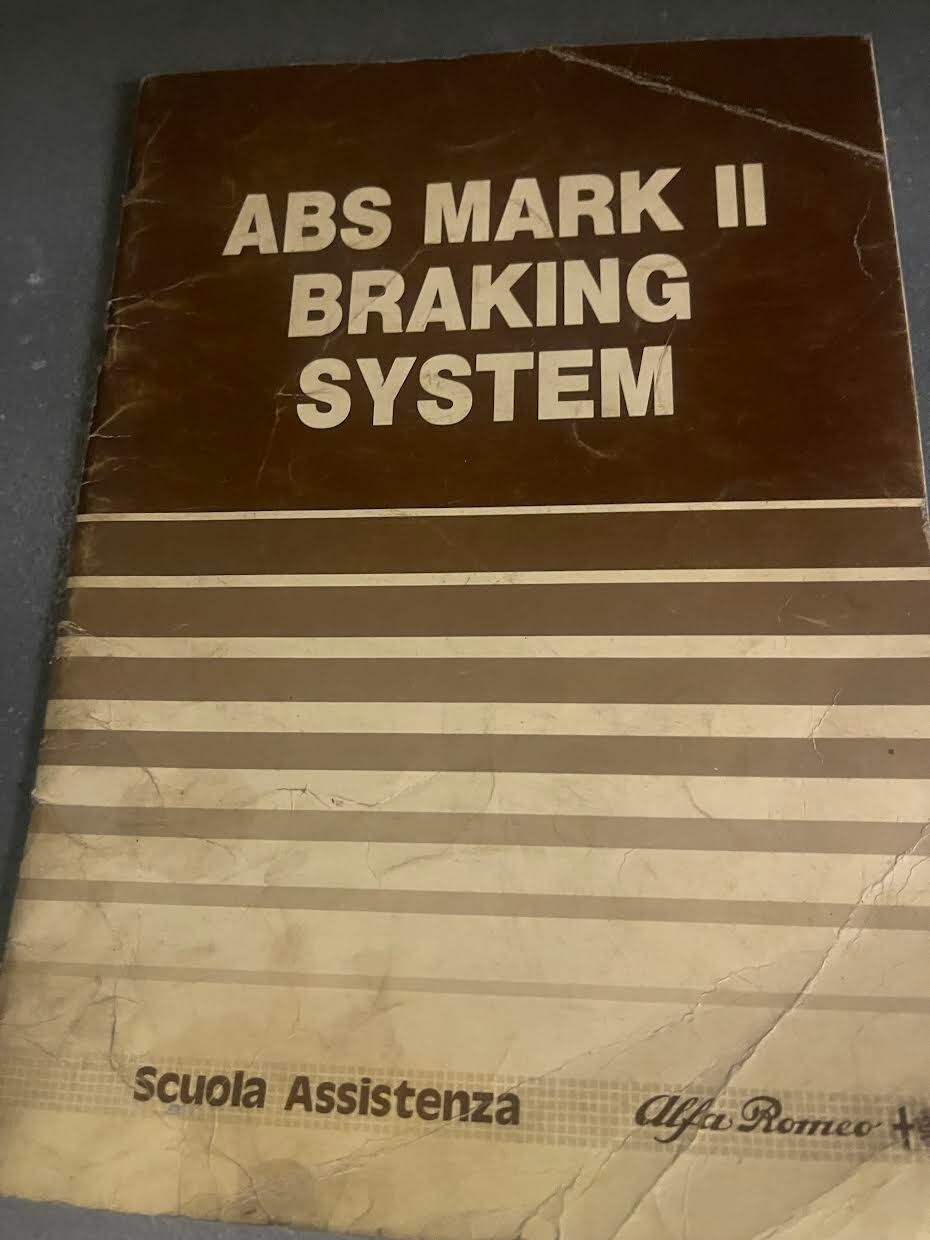 ABS MARK II
BRAKING
SYSTEM
Scuola Assistenza
Alfa Romeo